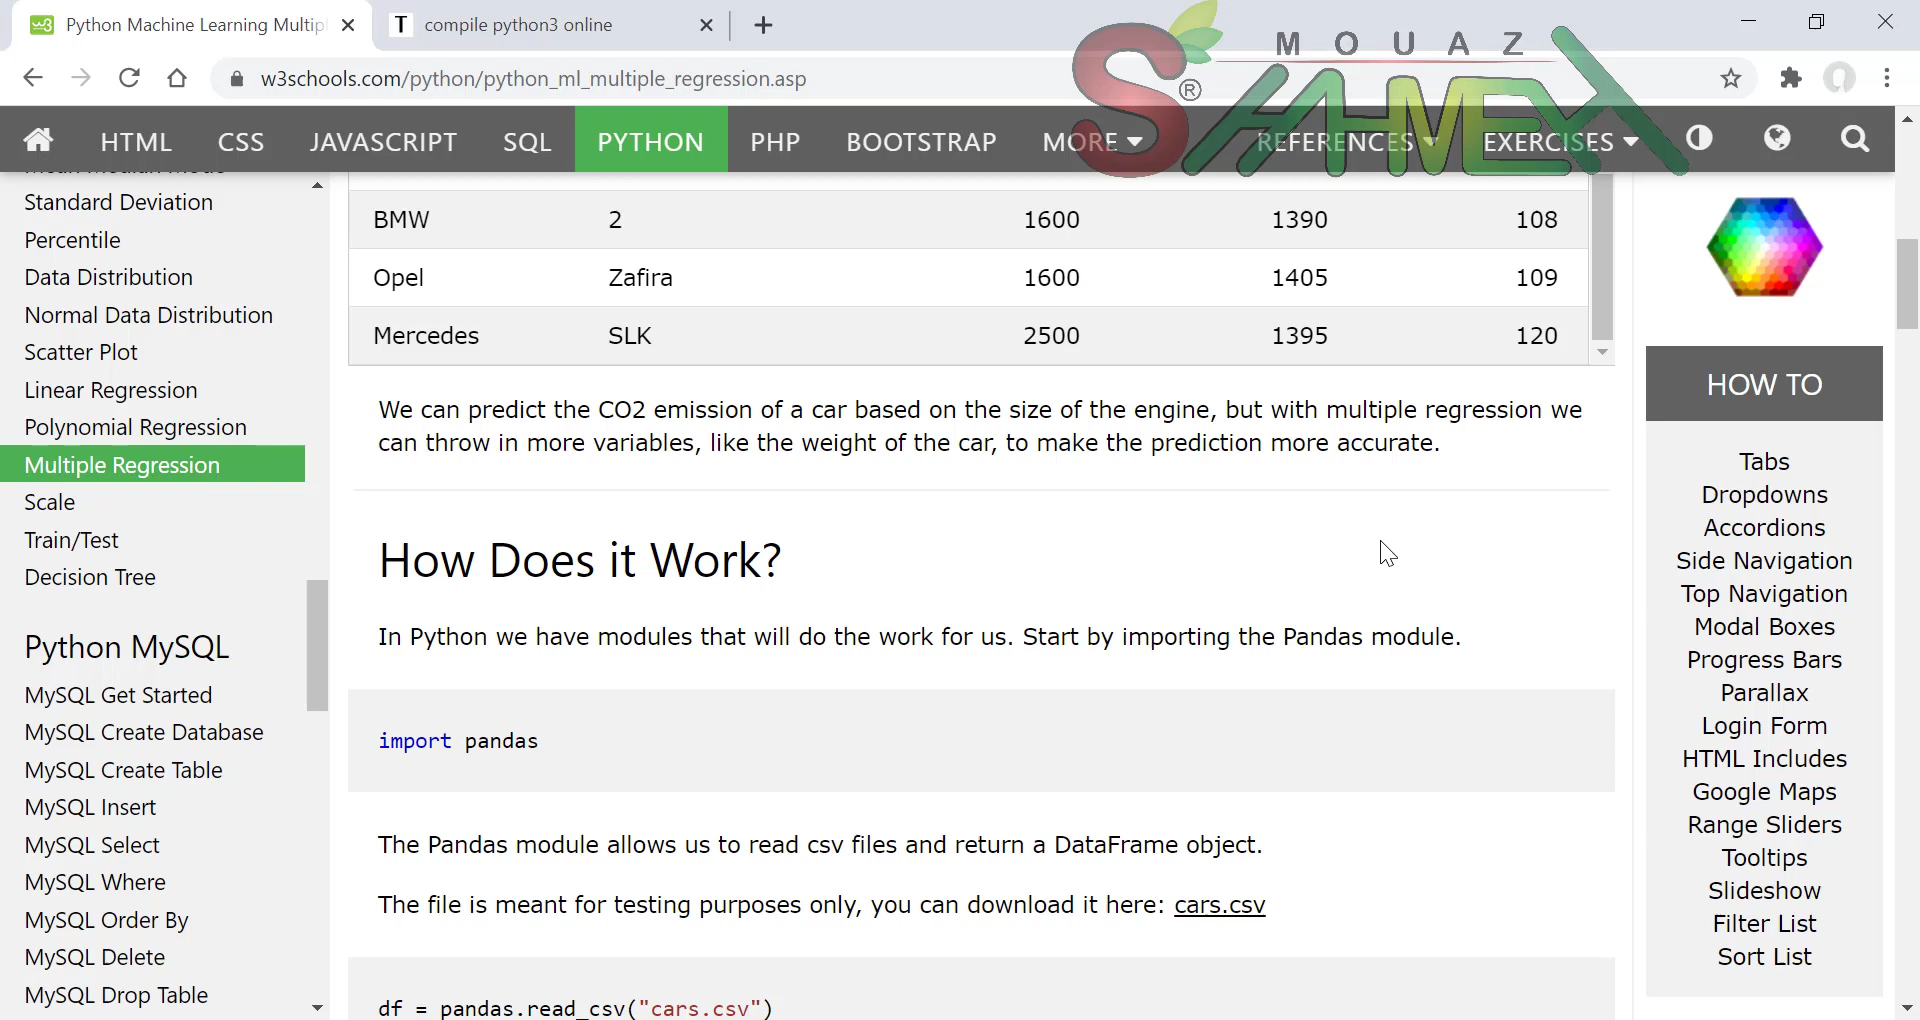 Python Machine Learning Multip
compile python3 online
w3schools.com/python/python_ml_multiple_regression.asp
MOUAZ
SHAHMEX
®
HTML CSS JAVASCRIPT SQL PYTHON PHP BOOTSTRAP MORE REFERENCES EXERCISES
Mean Median Mode
Standard Deviation
Percentile
Data Distribution
Normal Data Distribution
Scatter Plot
Linear Regression
Polynomial Regression
Multiple Regression
Scale
Train/Test
Decision Tree
Python MySQL
MySQL Get Started
MySQL Create Database
MySQL Create Table
MySQL Insert
MySQL Select
MySQL Where
MySQL Order By
MySQL Delete
MySQL Drop Table
BMW 2 1600 1390 108
Opel Zafira 1600 1405 109
Mercedes SLK 2500 1395 120
We can predict the CO2 emission of a car based on the size of the engine, but with multiple regression we
can throw in more variables, like the weight of the car, to make the prediction more accurate.
How Does it Work?
In Python we have modules that will do the work for us. Start by importing the Pandas module.
import pandas
The Pandas module allows us to read csv files and return a DataFrame object.
The file is meant for testing purposes only, you can download it here: cars.csv
df = pandas.read_csv("cars.csv")
HOW TO
Tabs
Dropdowns
Accordions
Side Navigation
Top Navigation
Modal Boxes
Progress Bars
Parallax
Login Form
HTML Includes
Google Maps
Range Sliders
Tooltips
Slideshow
Filter List
Sort List